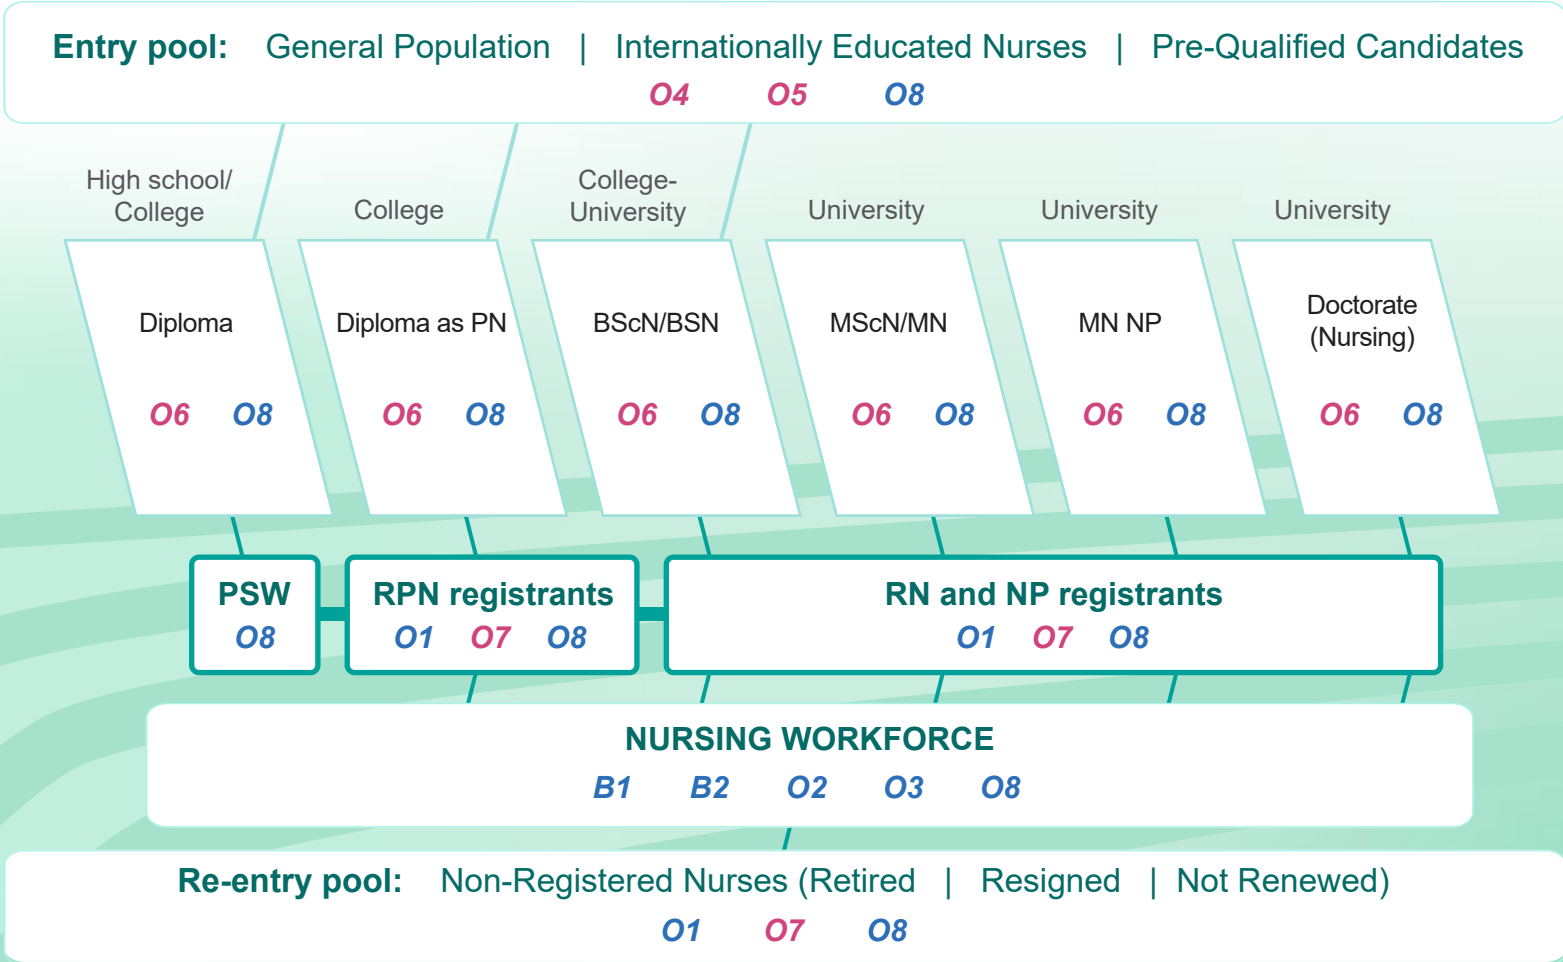 Entry pool: General Population | Internationally Educated Nurses | Pre-Qualified Candidates
O4 O5 O8
High school/
College
College
College-
University
University
University
University
Diploma
O6 O8
Diploma as PN
O6 O8
BScN/BSN
O6 O8
MScN/MN
O6 O8
MN NP
O6 O8
Doctorate
(Nursing)
O6 O8
PSW
O8
RPN registrants
O1 O7 O8
RN and NP registrants
O1 O7 O8
NURSING WORKFORCE
B1 B2 O2 O3 O8
Re-entry pool: Non-Registered Nurses (Retired | Resigned | Not Renewed)
O1 O7 O8